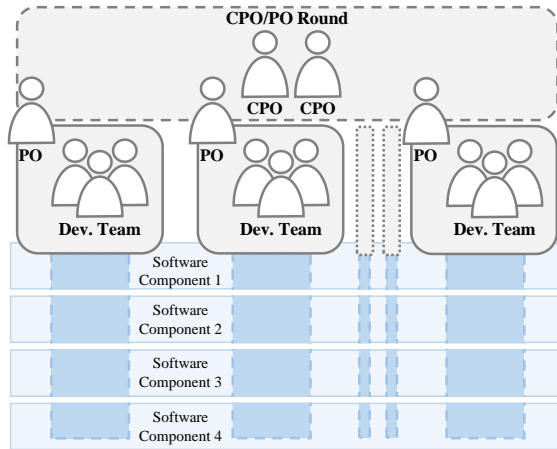 CPO/PO Round
CPO CPO
PO PO PO
Dev. Team Dev. Team Dev. Team
Software
Component 1
Software
Component 2
Software
Component 3
Software
Component 4